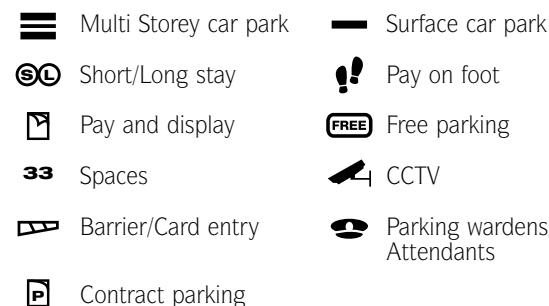 Multi Storey car park
Surface car park
SL Short/Long stay
Pay on foot
Pay and display
FREE Free parking
33 Spaces
CCTV
Barrier/Card entry
Parking wardens
Attendants
P Contract parking